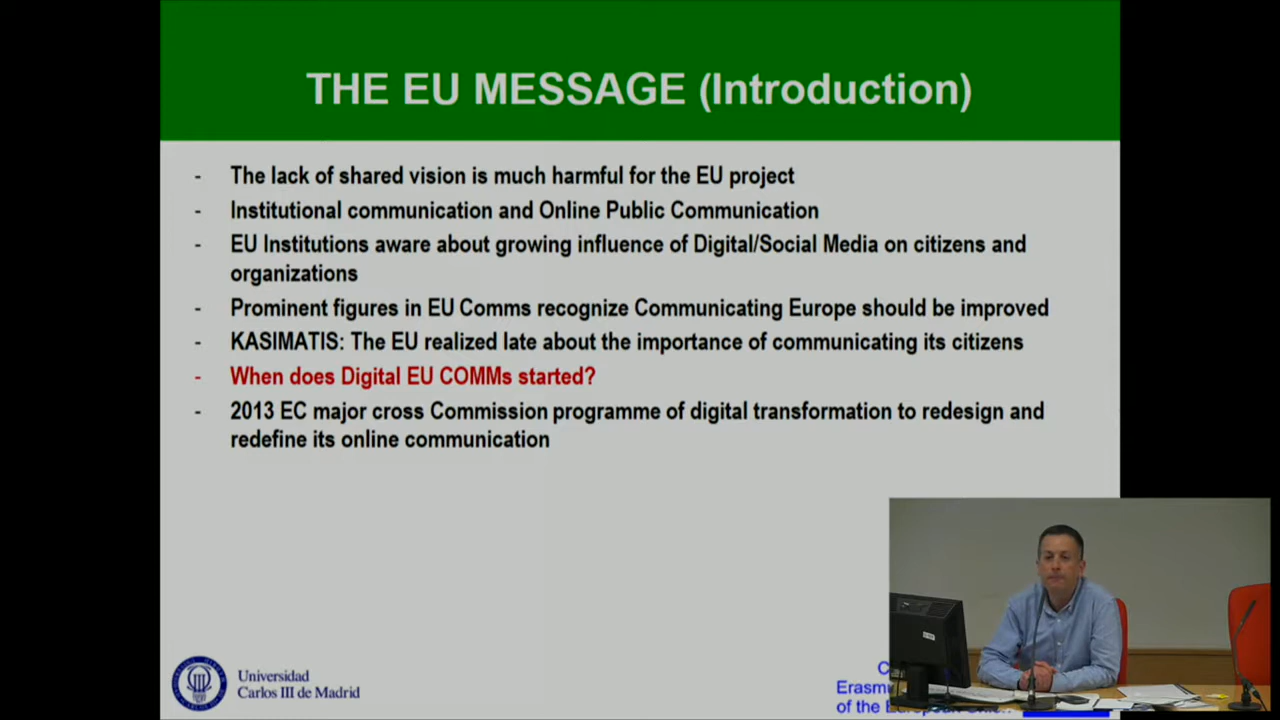 THE EU MESSAGE (Introduction)
- The lack of shared vision is much harmful for the EU project
- Institutional communication and Online Public Communication
- EU Institutions aware about growing influence of Digital/Social Media on citizens and
organizations
- Prominent figures in EU Comms recognize Communicating Europe should be improved
- KASIMATIS: The EU realized late about the importance of communicating its citizens
- When does Digital EU COMMs started?
- 2013 EC major cross Commission programme of digital transformation to redesign and
redefine its online communication
Universidad
Carlos III de Madrid
of the European